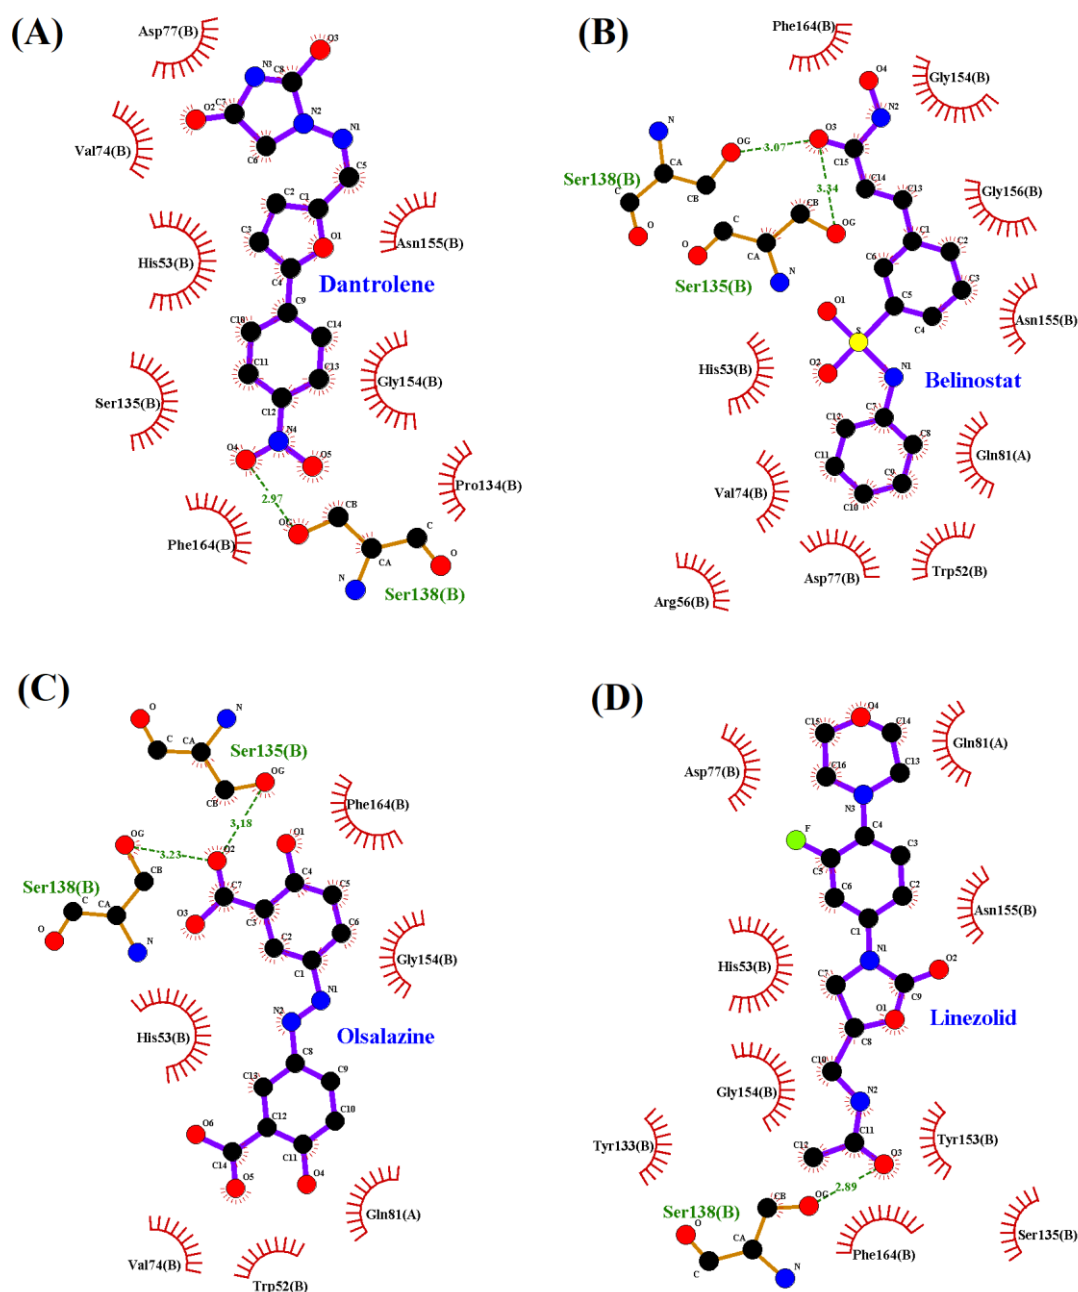 (A)
Asp77(B)
N3
C8
O3
O2
C7
N2
N1
C6
C5
Val74(B)
C2
C1
C3
O1
Asn155(B)
His53(B)
C4
Dantrolene
C9
C10
C14
C11
C13
Gly154(B)
Ser135(B)
C12
N4
O4
O5
2.97
Pro134(B)
CB
OG
C
Phe164(B)
CA
O
N
Ser138(B)
(B)
Phe164(B)
O4
Gly154(B)
N2
N
O3
OG
3.07
C15
CA
C14
C13
Ser138(B)
CB
3.34
Gly156(B)
C
CB
O
C
OG
C1
C2
O
CA
C6
Ser135(B)
N
C3
C5
O1
C4
Asn155(B)
S
His53(B)
O2
N1
Belinostat
C7
C12
C8
C11
Gln81(A)
C9
Val74(B)
C10
Asp77(B)
Trp52(B)
Arg56(B)
(C)
O
N
C
CA
Ser135(B)
OG
CB
Phe164(B)
3.18
OG
O1
3.23
O2
CB
C4
Ser138(B)
C7
C5
C
CA
O3
C3
C6
O
C2
N
Gly154(B)
C1
N1
N2
His53(B)
Olsalazine
C8
C13
C9
C12
C10
O6
C14
C11
O5
O4
Gln81(A)
Val74(B)
Trp52(B)
(D)
O4
C15
C14
Gln81(A)
Asp77(B)
C16
C13
N3
C4
F
C3
C5
C6
C2
Asn155(B)
C1
N1
His53(B)
O2
C7
C9
O1
Linezolid
C8
C10
Gly154(B)
N2
Tyr133(B)
C11
Tyr153(B)
C12
O3
2.89
CB
OG
Ser138(B)
O
CA
Ser135(B)
Phe164(B)
C
N